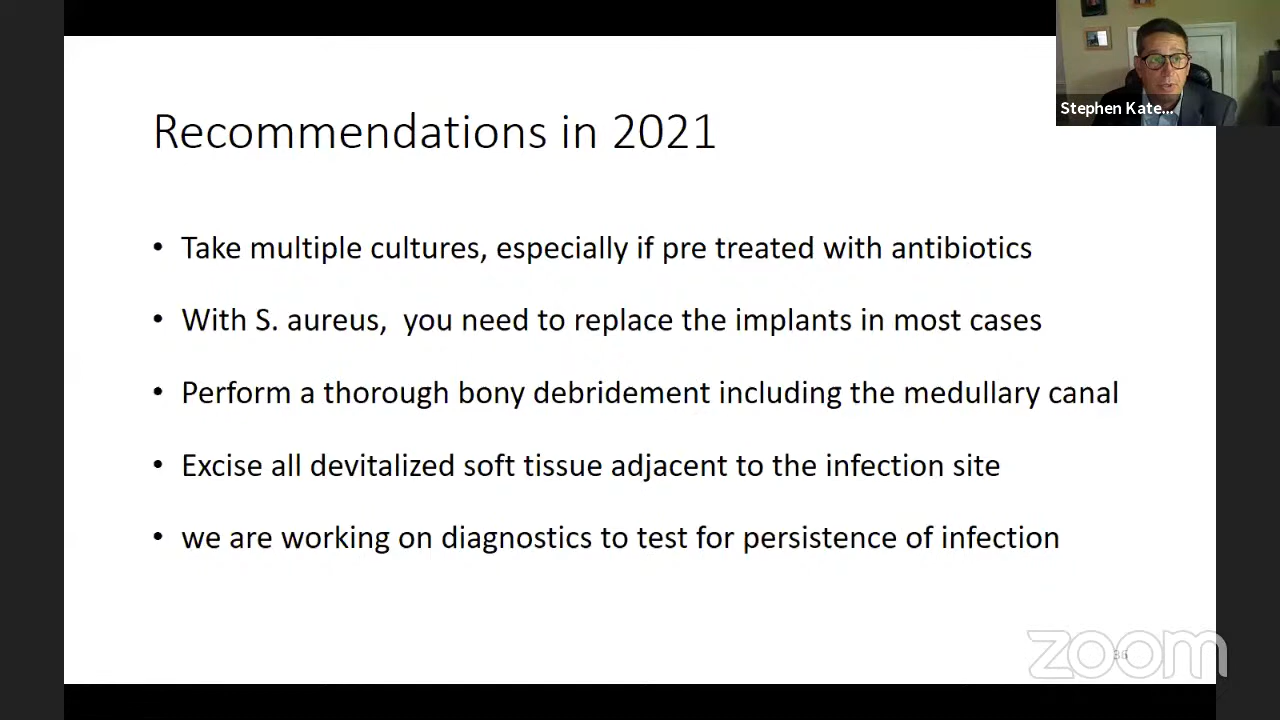 Stephen Kate...
Recommendations in 2021
• Take multiple cultures, especially if pre treated with antibiotics
• With S. aureus,  you need to replace the implants in most cases
• Perform a thorough bony debridement including the medullary canal
• Excise all devitalized soft tissue adjacent to the infection site
• we are working on diagnostics to test for persistence of infection
zoom